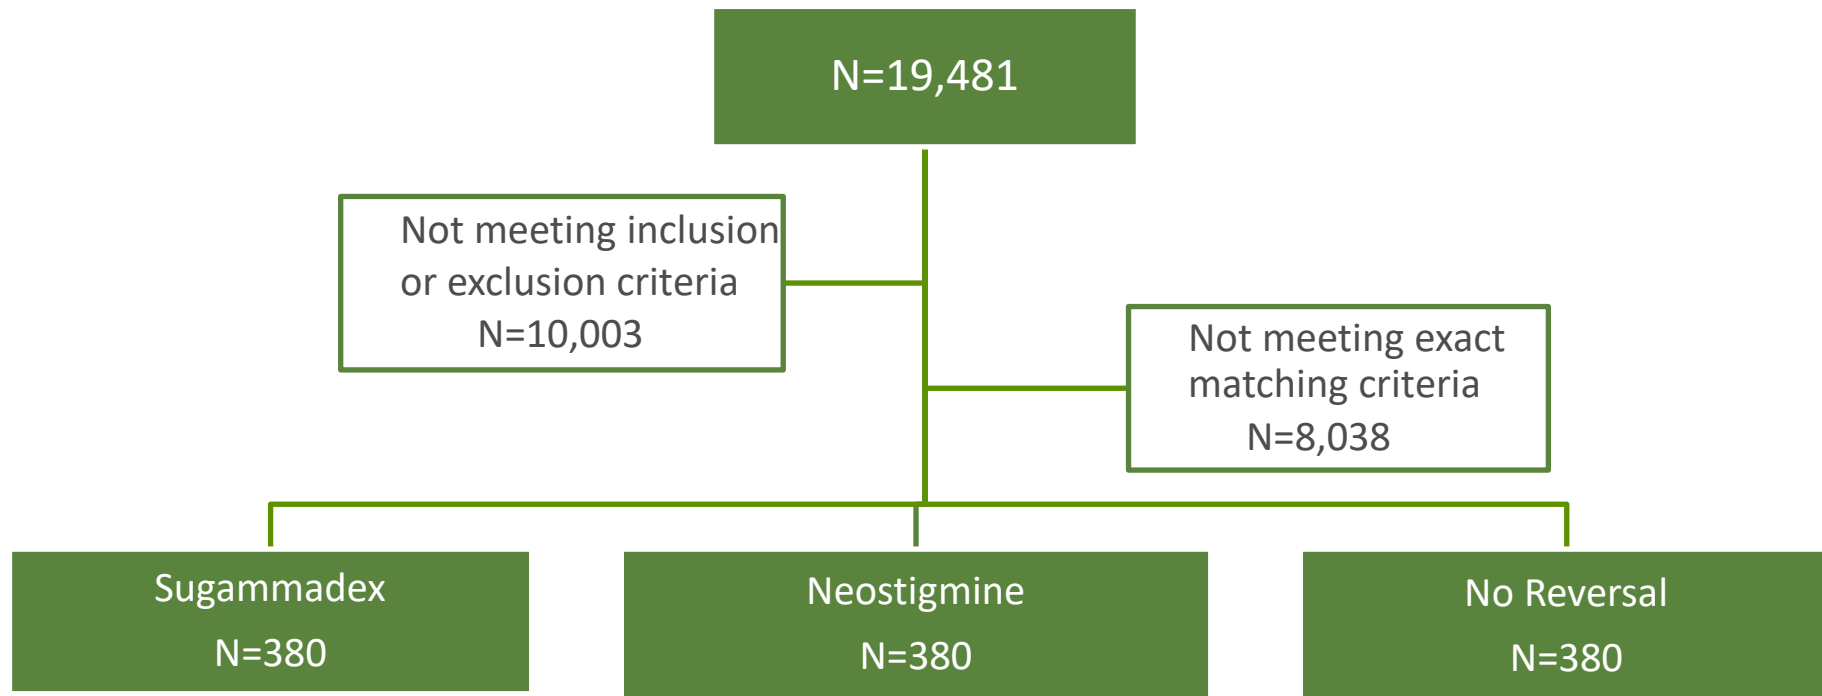 N=19,481
Not meeting inclusion
or exclusion criteria
N=10,003
Not meeting exact
matching criteria
N=8,038
Sugammadex
N=380
Neostigmine
N=380
No Reversal
N=380